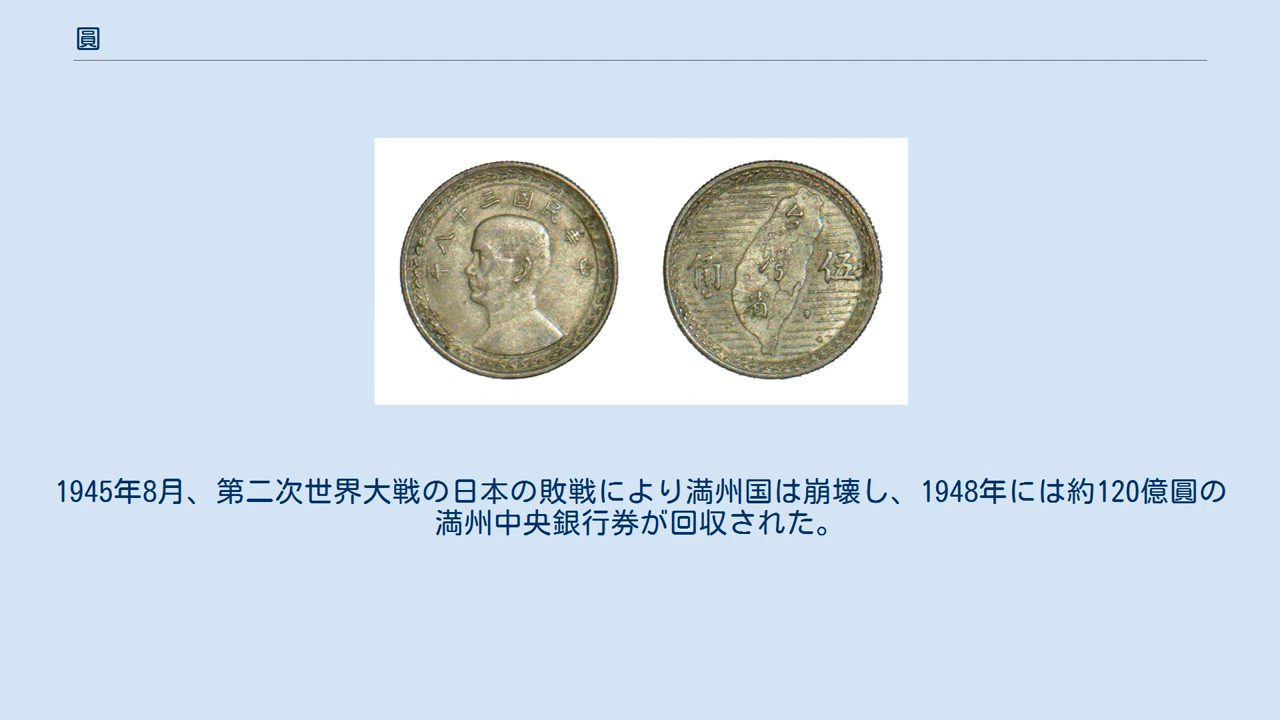 圓
年八十三國民華中
台灣省
伍角
1945年8月、第二次世界大戦の日本の敗戦により満州国は崩壊し、1948年には約120億圓の
満州中央銀行券が回収された。